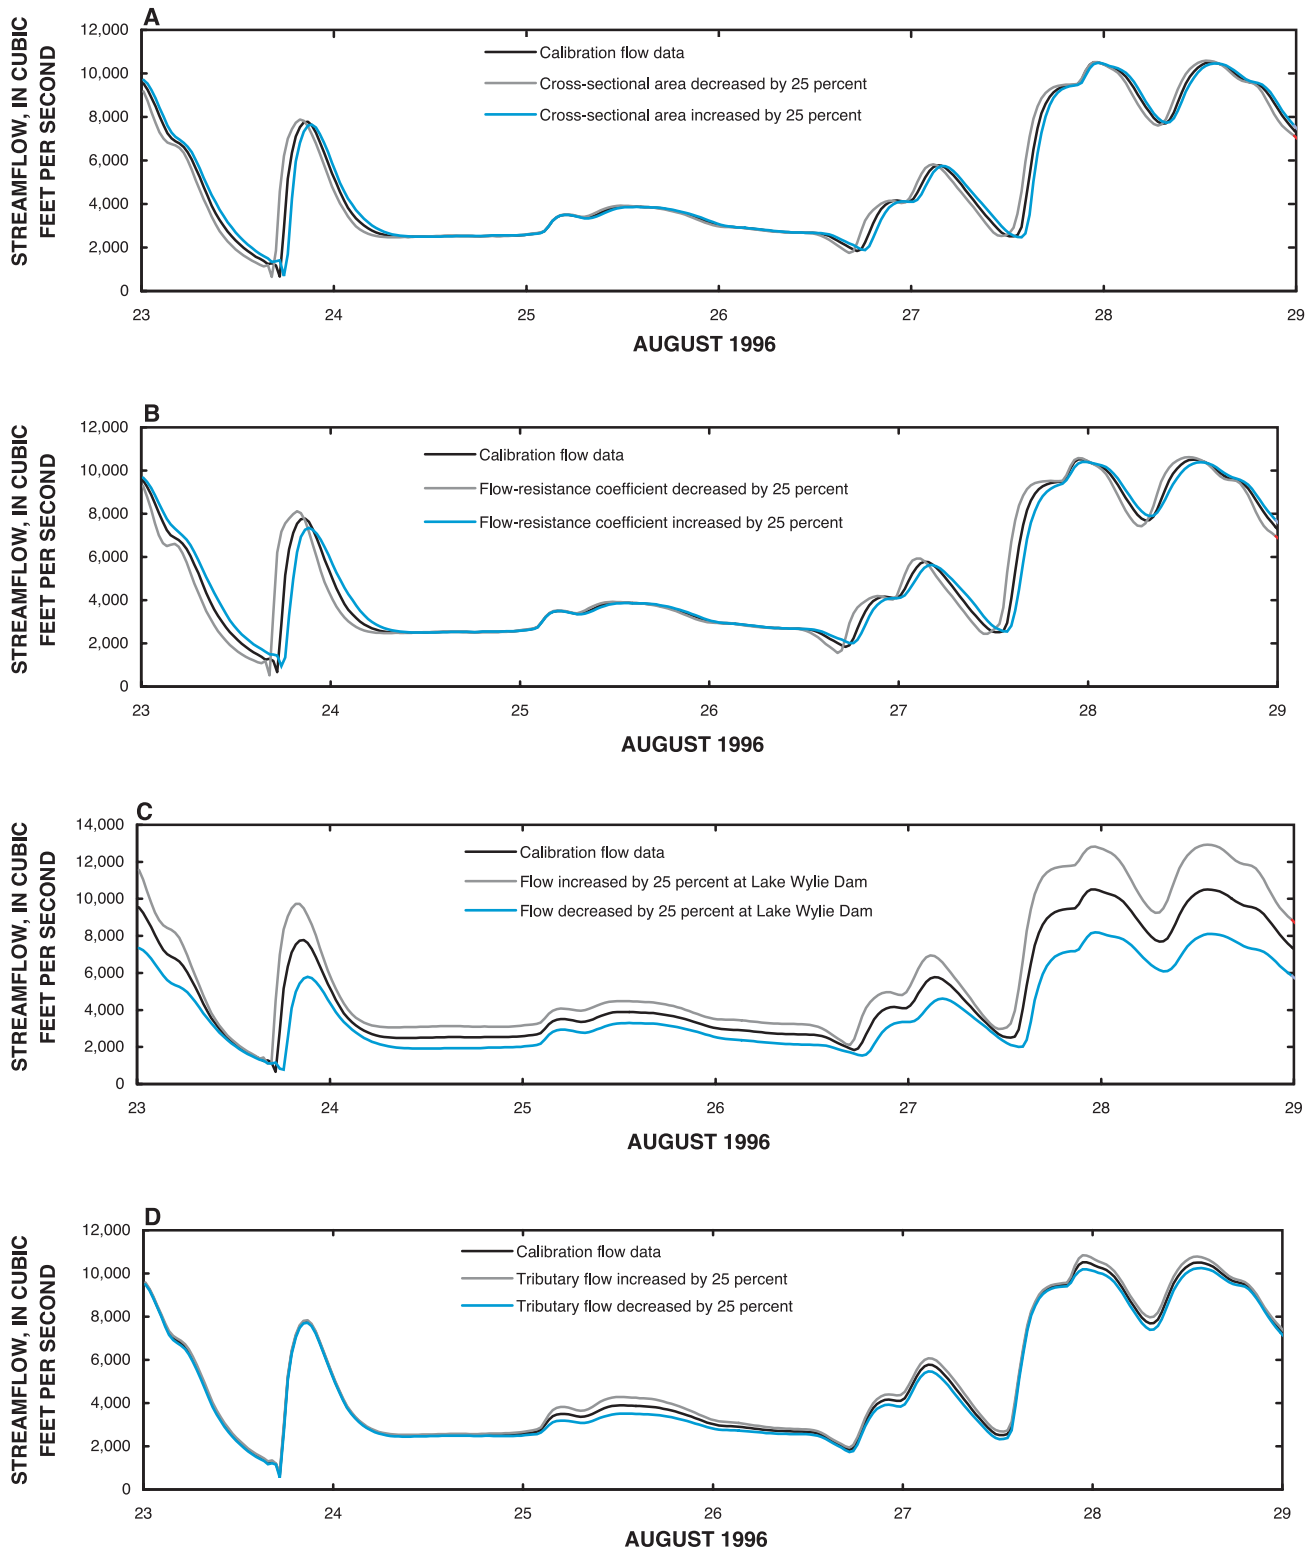 A
STREAMFLOW, IN CUBIC
FEET PER SECOND
12,000
10,000
8,000
6,000
4,000
2,000
0
Calibration flow data
Cross-sectional area decreased by 25 percent
Cross-sectional area increased by 25 percent
23 24 25 26 27 28 29
AUGUST 1996
B
STREAMFLOW, IN CUBIC
FEET PER SECOND
12,000
10,000
8,000
6,000
4,000
2,000
0
Calibration flow data
Flow-resistance coefficient decreased by 25 percent
Flow-resistance coefficient increased by 25 percent
23 24 25 26 27 28 29
AUGUST 1996
C
STREAMFLOW, IN CUBIC
FEET PER SECOND
14,000
12,000
10,000
8,000
6,000
4,000
2,000
0
Calibration flow data
Flow increased by 25 percent at Lake Wylie Dam
Flow decreased by 25 percent at Lake Wylie Dam
23 24 25 26 27 28 29
AUGUST 1996
D
STREAMFLOW, IN CUBIC
FEET PER SECOND
12,000
10,000
8,000
6,000
4,000
2,000
0
Calibration flow data
Tributary flow increased by 25 percent
Tributary flow decreased by 25 percent
23 24 25 26 27 28 29
AUGUST 1996